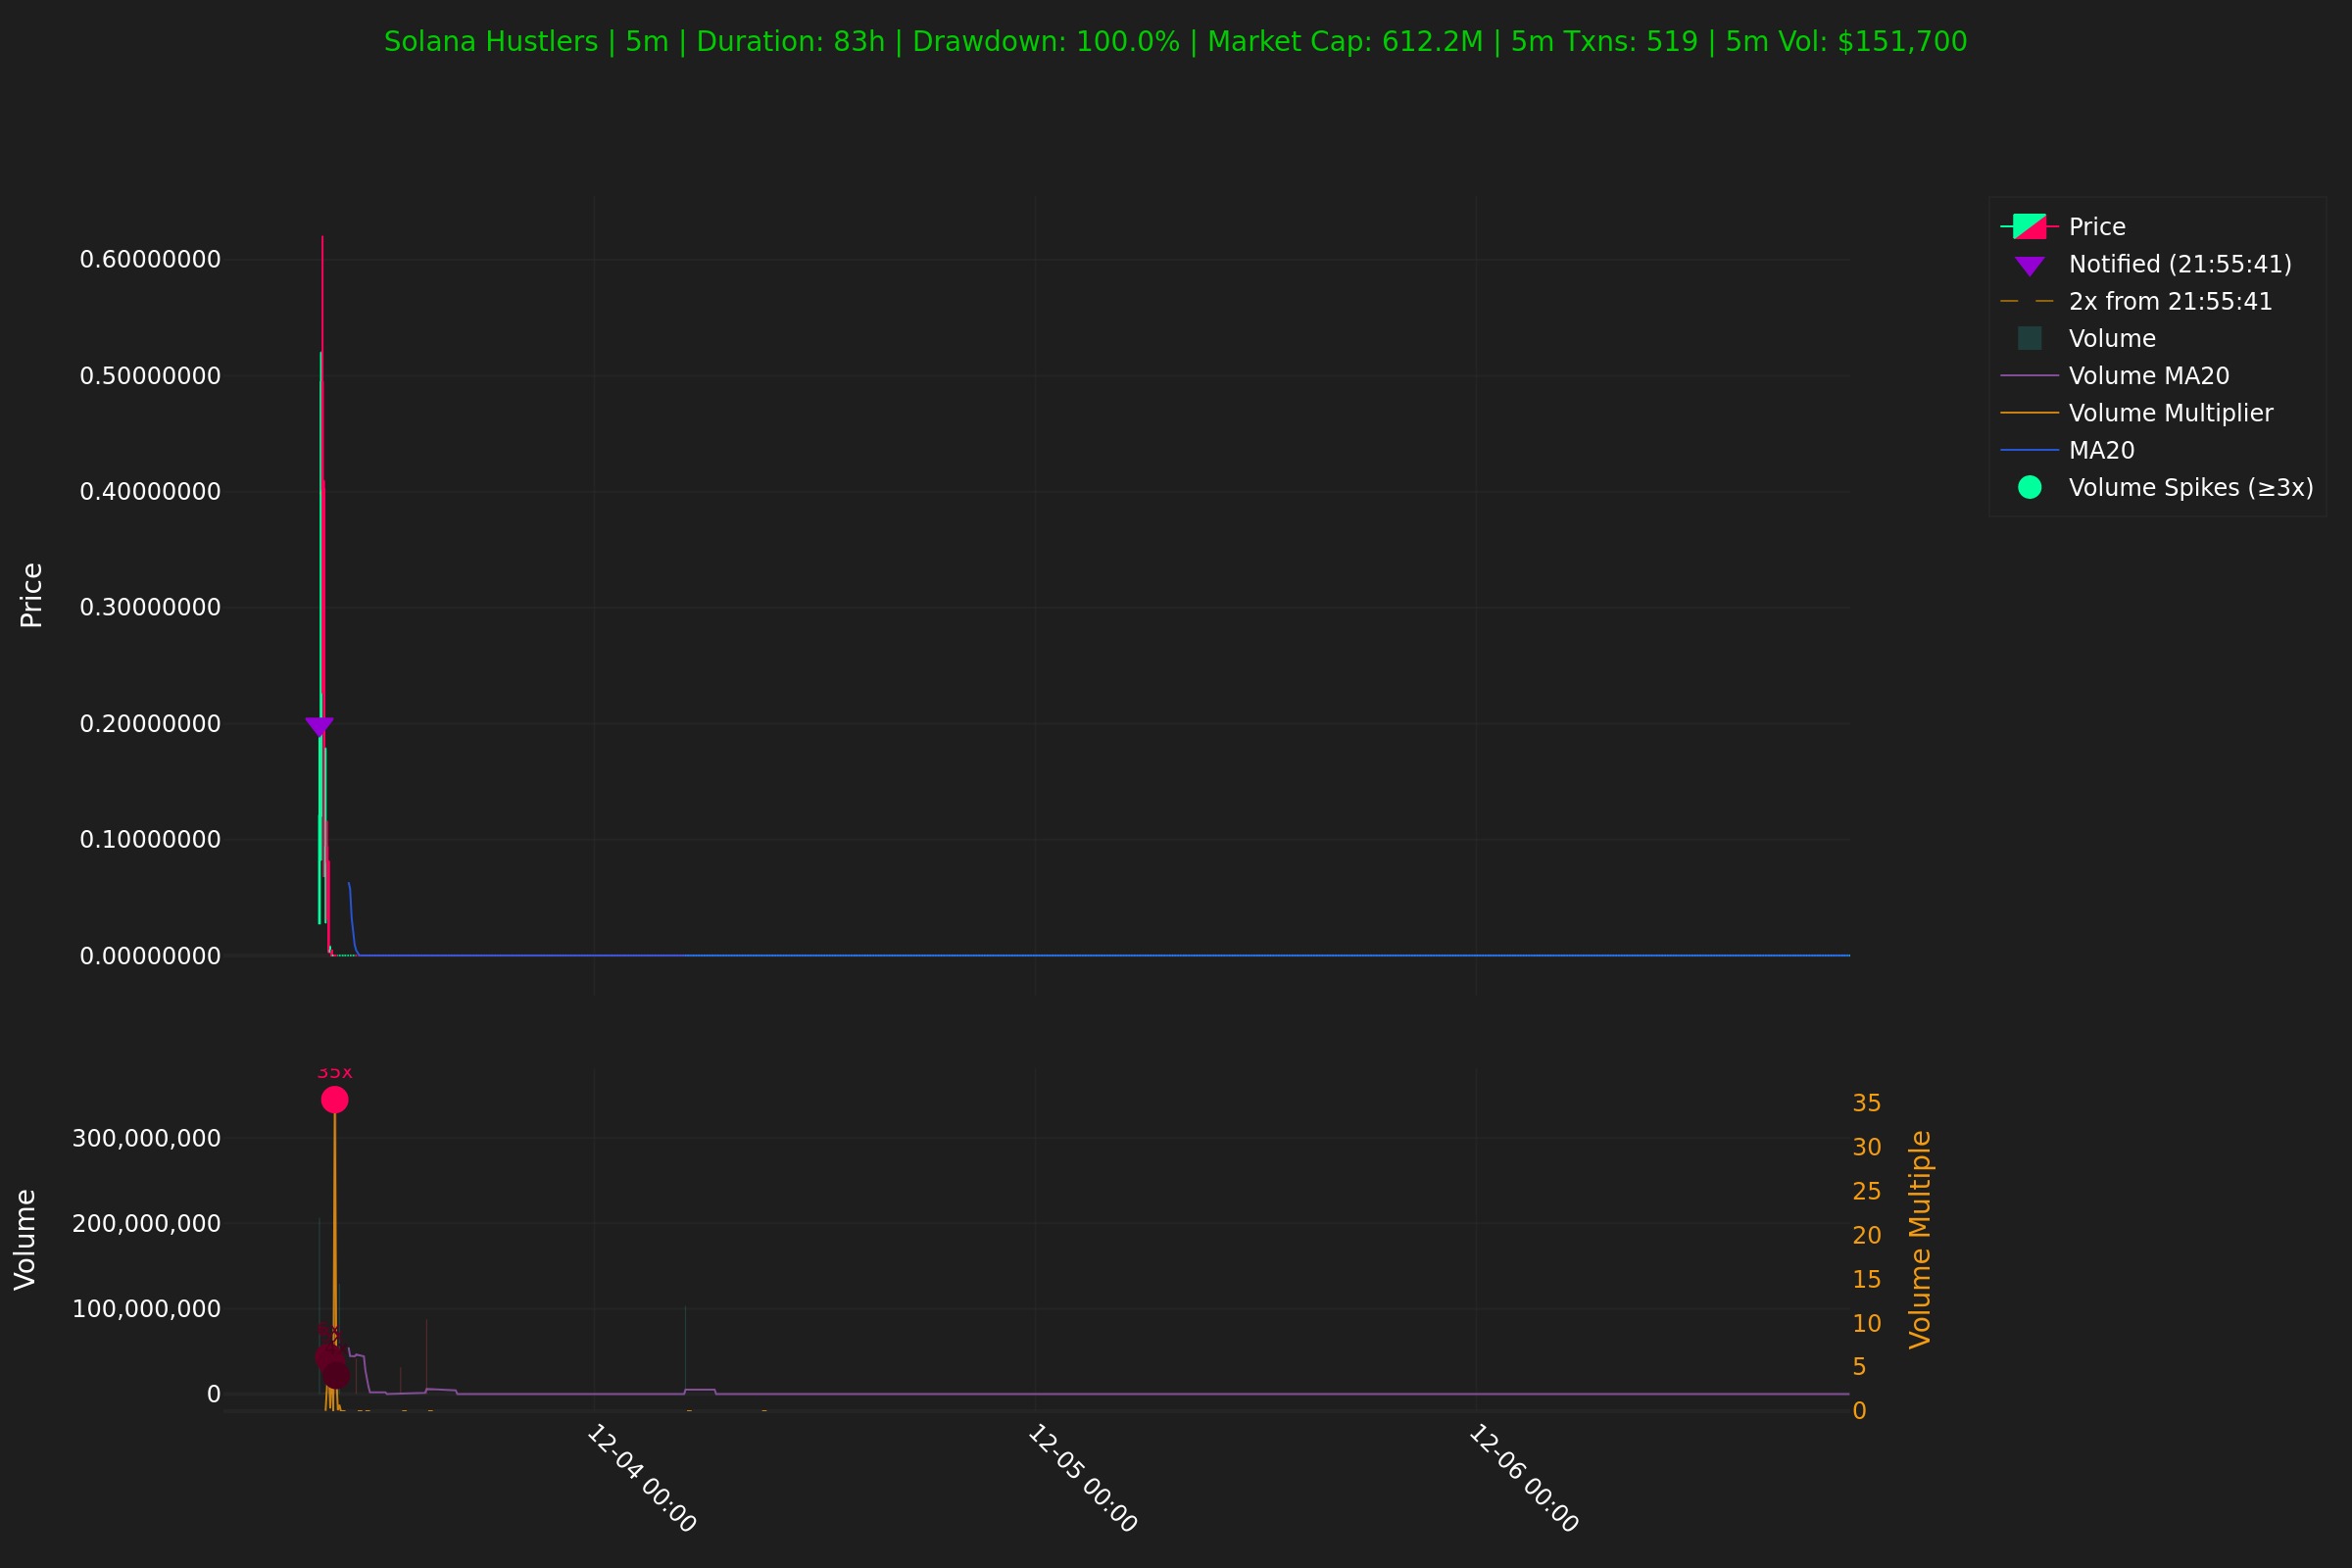 Solana Hustlers | 5m | Duration: 83h | Drawdown: 100.0% | Market Cap: 612.2M | 5m Txns: 519 | 5m Vol: $151,700
Price
0.60000000
0.50000000
0.40000000
0.30000000
0.20000000
0.10000000
0.00000000
Price
Notified (21:55:41)
2x from 21:55:41
Volume
Volume MA20
Volume Multiplier
MA20
Volume Spikes (≥3x)
35x
Volume
300,000,000
200,000,000
100,000,000
0
35
30
25
20
15
10
5
0
Volume Multiple
12-04 00:00
12-05 00:00
12-06 00:00